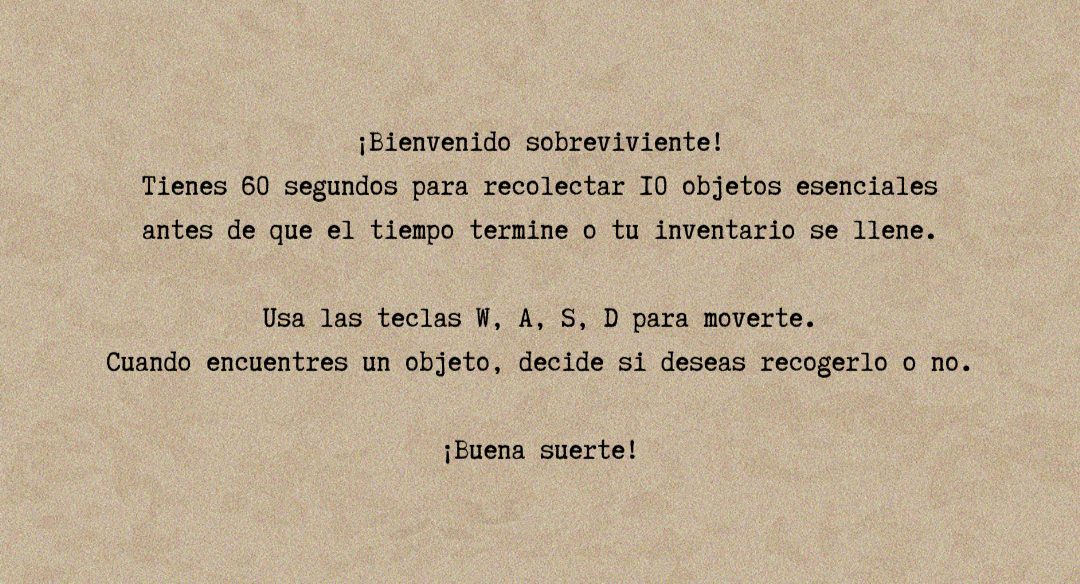 ¡Bienvenido sobreviviente!
Tienes 60 segundos para recolectar 10 objetos esenciales
antes de que el tiempo termine o tu inventario se llene.
Usa las teclas W, A, S, D para moverte.
Cuando encuentres un objeto, decide si deseas recogerlo o no.
¡Buena suerte!